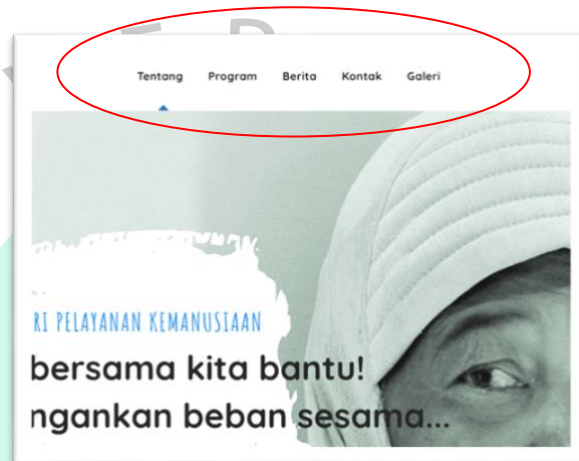 Tentang Program Berita Kontak Galeri
RI PELAYANAN KEMANUSIAAN
bersama kita bantu!
ngankan beban sesama...